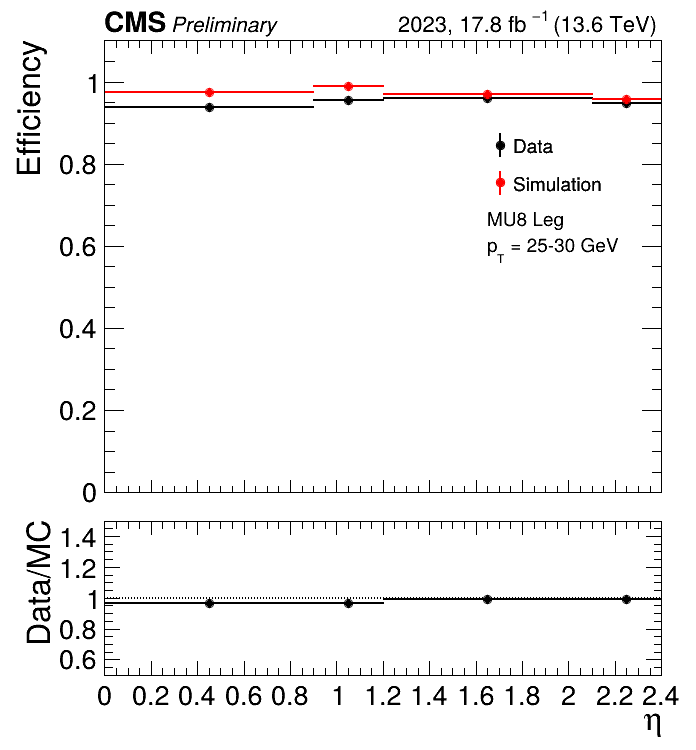 CMS Preliminary 2023, 17.8 fb⁻¹ (13.6 TeV)
Efficiency
1
0.8
0.6
0.4
0.2
0
Data
Simulation
MU8 Leg
p_T = 25-30 GeV
Data/MC
1.4
1.2
1
0.8
0.6
0 0.2 0.4 0.6 0.8 1 1.2 1.4 1.6 1.8 2 2.2 2.4
η